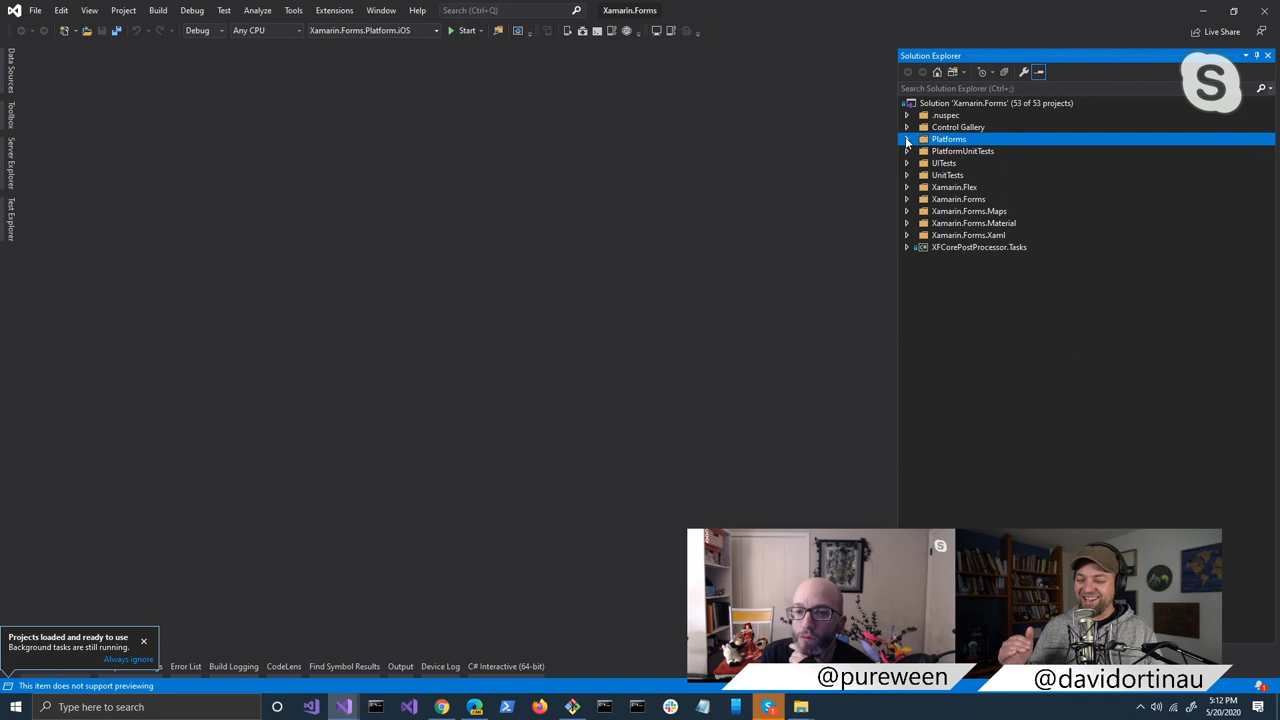 File Edit View Project Build Debug Test Analyze Tools Extensions Window Help Search (Ctrl+Q) Xamarin.Forms
Debug Any CPU Xamarin.Forms.Platform.iOS Start Live Share
Data Sources
Toolbox
Server Explorer
Test Explorer
Solution Explorer
Search Solution Explorer (Ctrl+;)
Solution 'Xamarin.Forms' (53 of 53 projects)
.nuspec
Control Gallery
Platforms
PlatformUnitTests
UITests
UnitTests
Xamarin.Flex
Xamarin.Forms
Xamarin.Forms.Maps
Xamarin.Forms.Material
Xamarin.Forms.Xaml
C# XFCorePostProcessor.Tasks
S
Projects loaded and ready to use
Background tasks are still running.
Always ignore
Error List Build Logging CodeLens Find Symbol Results Output Device Log C# Interactive (64-bit)
@pureween
@davidortinau
This item does not support previewing
Type here to search
5:12 PM
5/20/2020